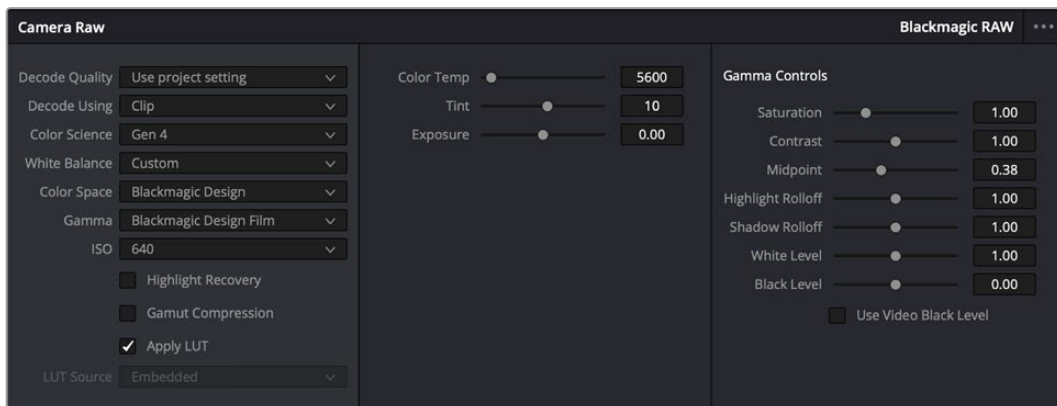 Camera Raw
Blackmagic RAW
Decode Quality Use project setting
Decode Using Clip
Color Science Gen 4
White Balance Custom
Color Space Blackmagic Design
Gamma Blackmagic Design Film
ISO 640
Highlight Recovery
Gamut Compression
Apply LUT
LUT Source Embedded
Color Temp 5600
Tint 10
Exposure 0.00
Gamma Controls
Saturation 1.00
Contrast 1.00
Midpoint 0.38
Highlight Rolloff 1.00
Shadow Rolloff 1.00
White Level 1.00
Black Level 0.00
Use Video Black Level